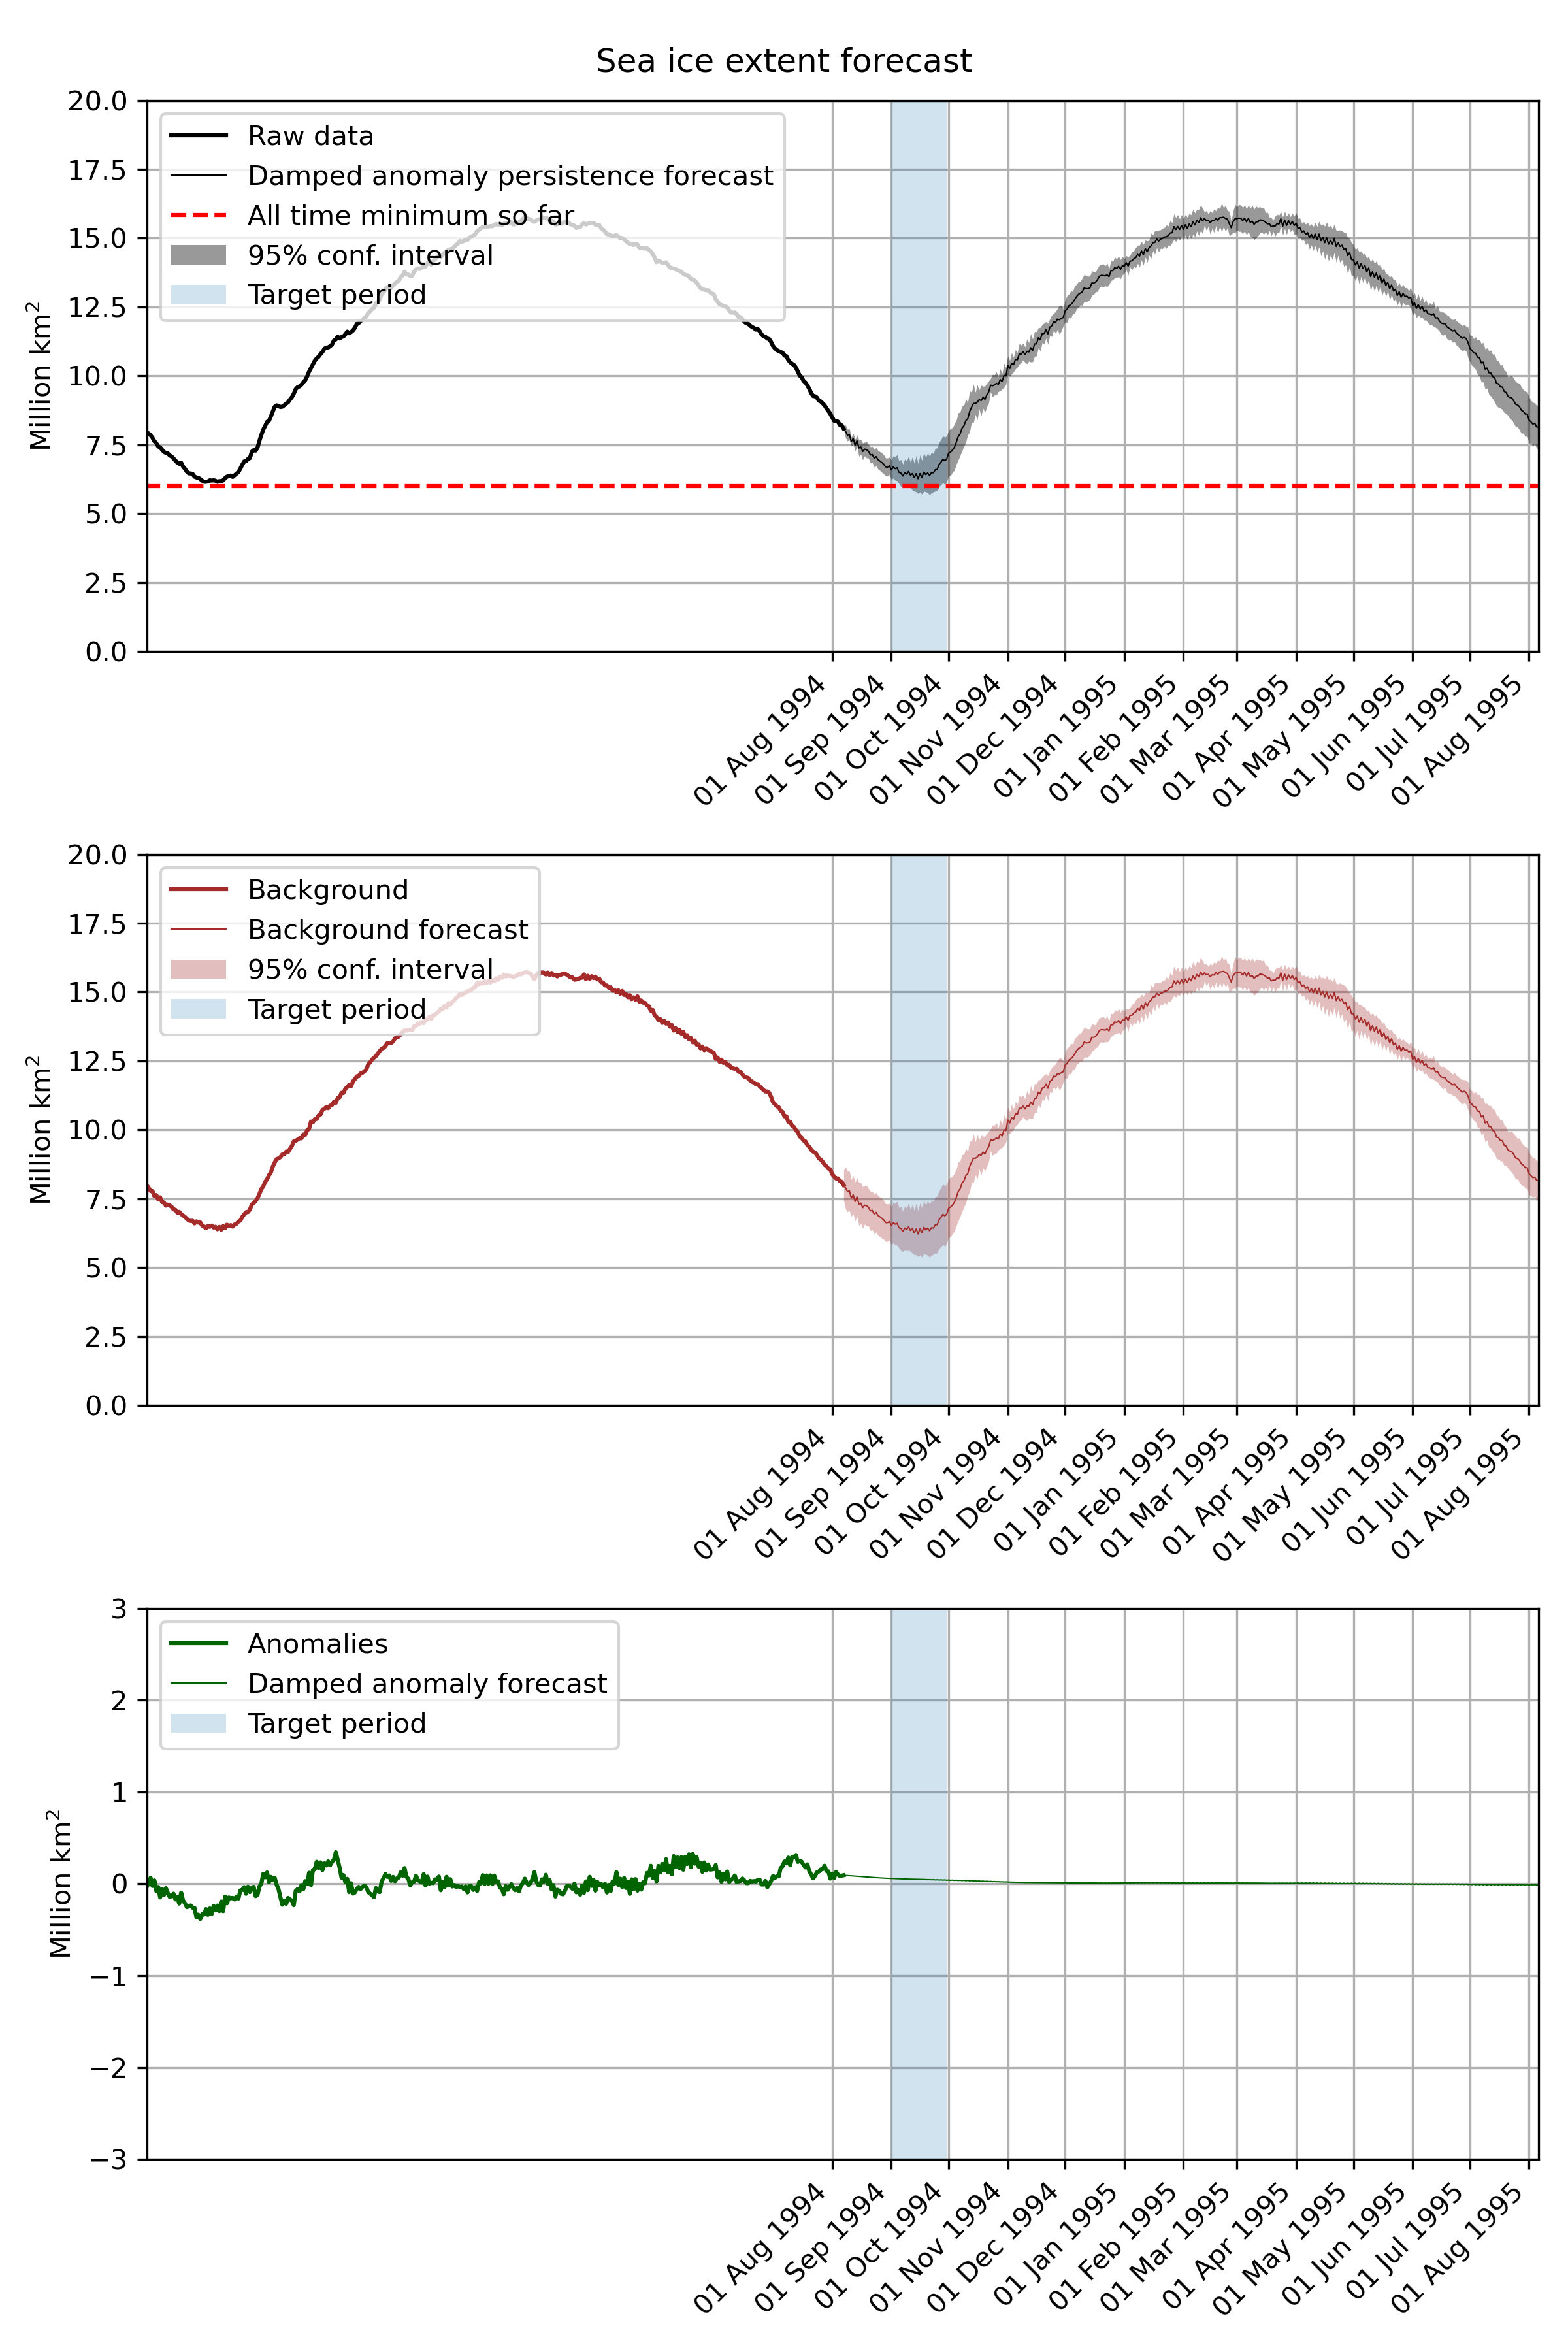 Sea ice extent forecast
20.0
17.5
15.0
12.5
10.0
7.5
5.0
2.5
0.0
Million km²
Raw data
Damped anomaly persistence forecast
All time minimum so far
95% conf. interval
Target period
01 Aug 1994
01 Sep 1994
01 Oct 1994
01 Nov 1994
01 Dec 1994
01 Jan 1995
01 Feb 1995
01 Mar 1995
01 Apr 1995
01 May 1995
01 Jun 1995
01 Jul 1995
01 Aug 1995
20.0
17.5
15.0
12.5
10.0
7.5
5.0
2.5
0.0
Million km²
Background
Background forecast
95% conf. interval
Target period
01 Aug 1994
01 Sep 1994
01 Oct 1994
01 Nov 1994
01 Dec 1994
01 Jan 1995
01 Feb 1995
01 Mar 1995
01 Apr 1995
01 May 1995
01 Jun 1995
01 Jul 1995
01 Aug 1995
3
2
1
0
−1
−2
−3
Million km²
Anomalies
Damped anomaly forecast
Target period
01 Aug 1994
01 Sep 1994
01 Oct 1994
01 Nov 1994
01 Dec 1994
01 Jan 1995
01 Feb 1995
01 Mar 1995
01 Apr 1995
01 May 1995
01 Jun 1995
01 Jul 1995
01 Aug 1995